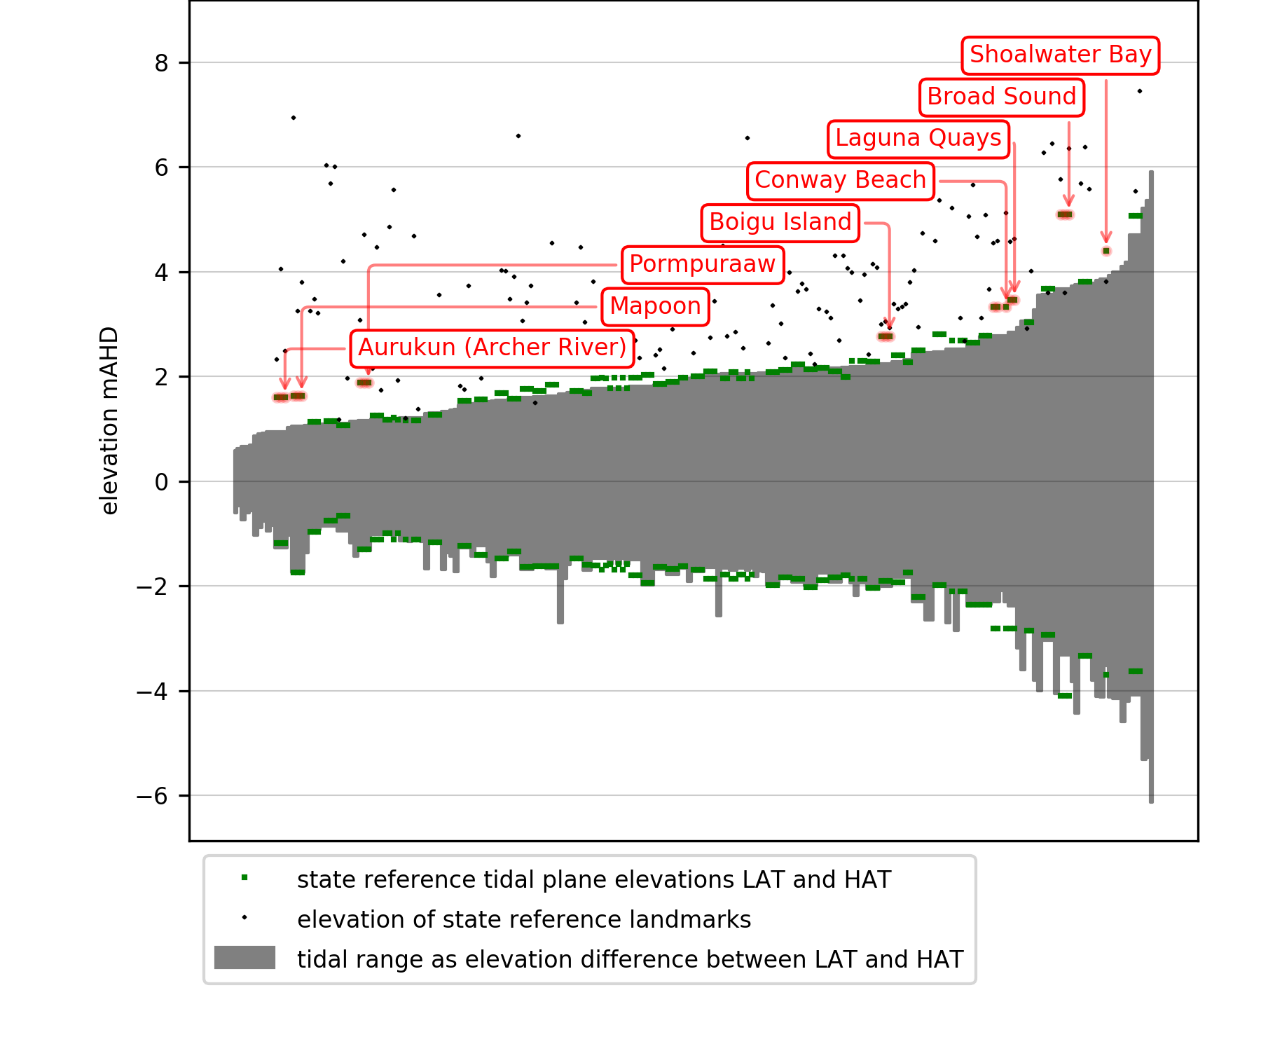 8
6
4
2
0
−2
−4
−6
elevation mAHD
Shoalwater Bay
Broad Sound
Laguna Quays
Conway Beach
Boigu Island
Pormpuraaw
Mapoon
Aurukun (Archer River)
state reference tidal plane elevations LAT and HAT
elevation of state reference landmarks
tidal range as elevation difference between LAT and HAT